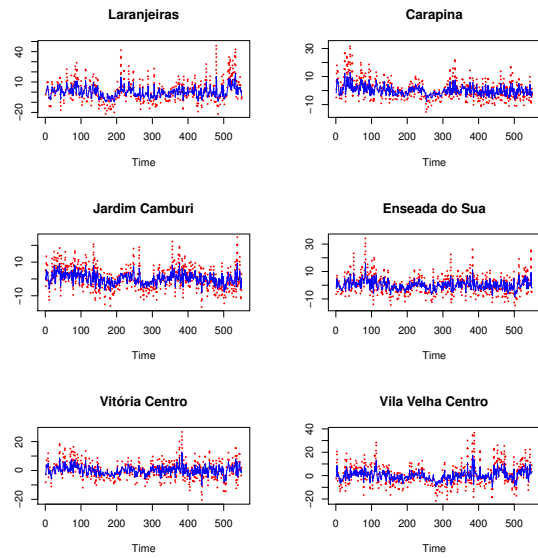 Laranjeiras
Carapina
-20 10 40
-10 10 30
0 100 200 300 400 500
0 100 200 300 400 500
Time
Time
Jardim Camburi
Enseada do Sua
-10 10
-10 10 30
0 100 200 300 400 500
0 100 200 300 400 500
Time
Time
Vitória Centro
Vila Velha Centro
-20 0 20
-20 0 20 40
0 100 200 300 400 500
0 100 200 300 400 500
Time
Time